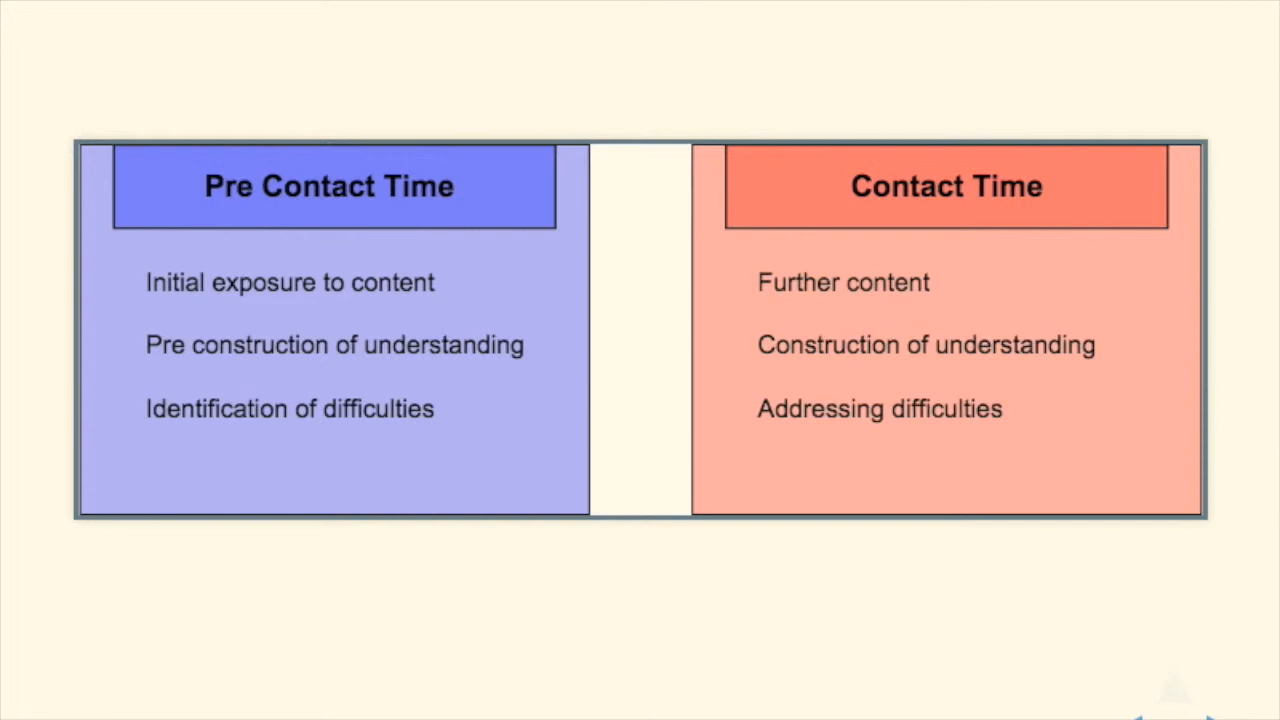 Pre Contact Time
Initial exposure to content
Pre construction of understanding
Identification of difficulties
Contact Time
Further content
Construction of understanding
Addressing difficulties